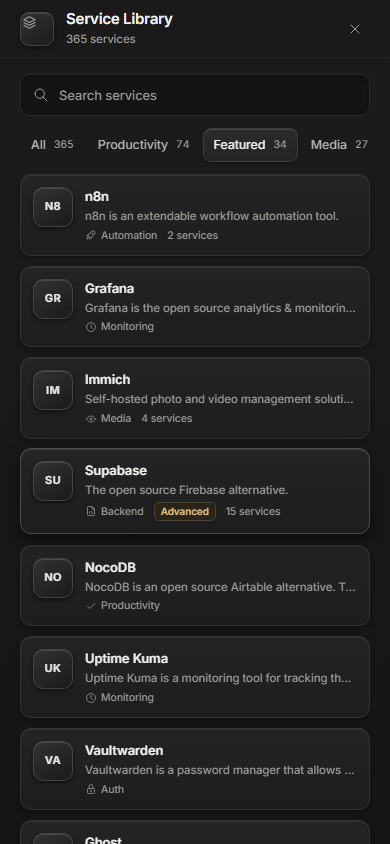 Service Library
365 services
Search services
All 365 Productivity 74 Featured 34 Media 27
N8
n8n
n8n is an extendable workflow automation tool.
Automation 2 services
GR
Grafana
Grafana is the open source analytics & monitorin...
Monitoring
IM
Immich
Self-hosted photo and video management soluti...
Media 4 services
SU
Supabase
The open source Firebase alternative.
Backend Advanced 15 services
NO
NocoDB
NocoDB is an open source Airtable alternative. T...
Productivity
UK
Uptime Kuma
Uptime Kuma is a monitoring tool for tracking th...
Monitoring
VA
Vaultwarden
Vaultwarden is a password manager that allows ...
Auth
Ghost